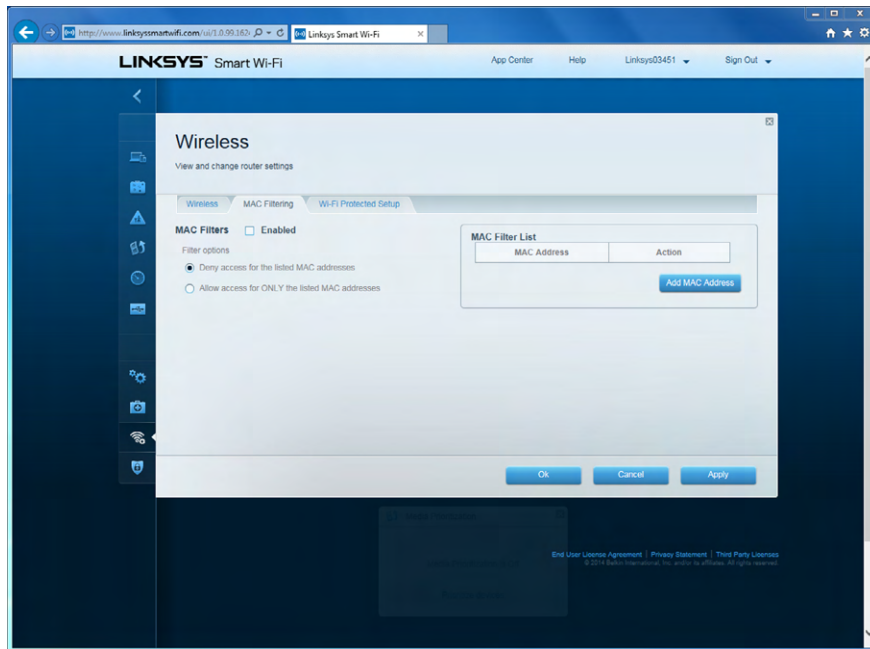 http://www.linksyssmartwifi.com/ui/1.0.99.162
Linksys Smart Wi-Fi
LINKSYS™ Smart Wi-Fi
App Center
Help
Linksys03451
Sign Out
Wireless
View and change router settings
Wireless
MAC Filtering
Wi-Fi Protected Setup
MAC Filters
Enabled
Filter options
Deny access for the listed MAC addresses
Allow access for ONLY the listed MAC addresses
MAC Filter List
MAC Address
Action
Add MAC Address
Ok
Cancel
Apply
End User License Agreement | Privacy Statement | Third Party Licenses
© 2014 Belkin International, Inc. and/or its affiliates. All rights reserved.